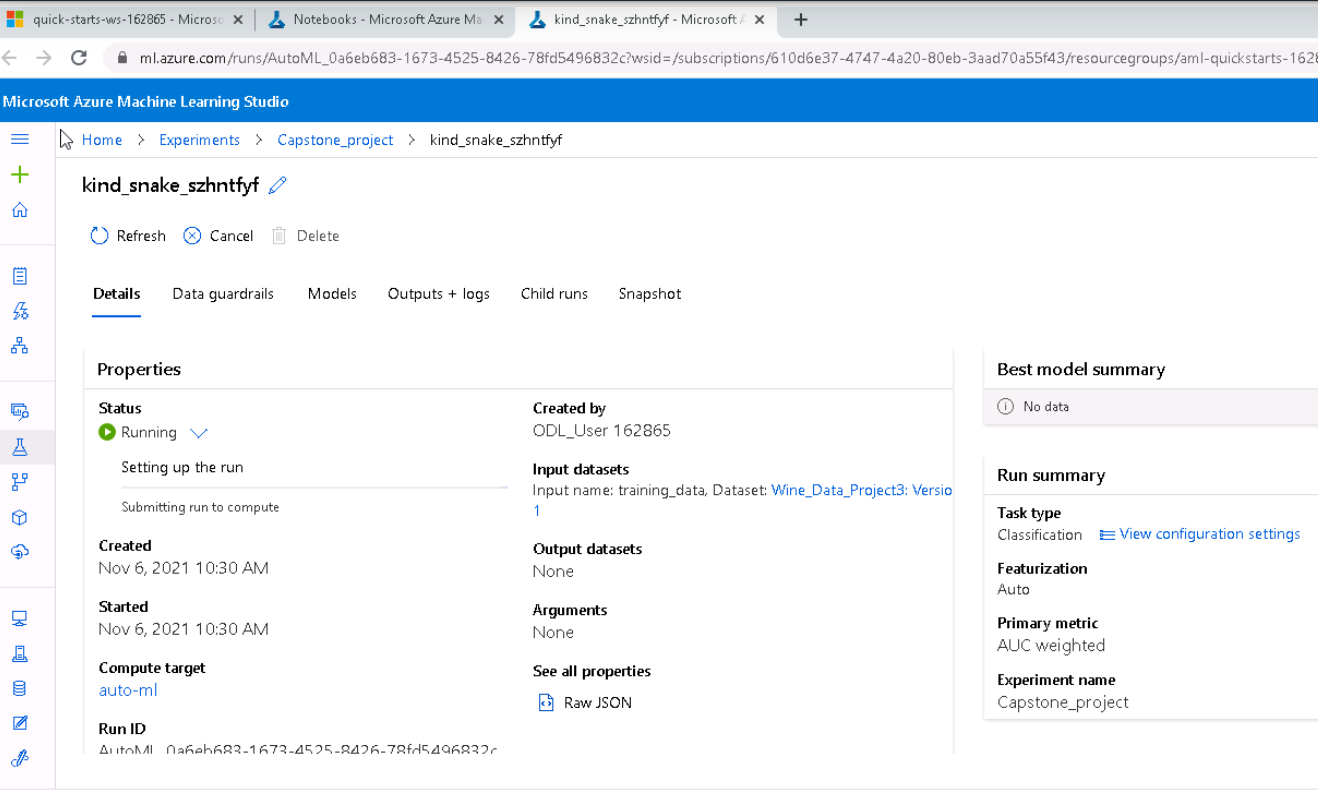 quick-starts-ws-162865 - Microso
Notebooks - Microsoft Azure Ma
kind_snake_szhntfyf - Microsoft A
ml.azure.com/runs/AutoML_0a6eb683-1673-4525-8426-78fd5496832c?wsid=/subscriptions/610d6e37-4747-4a20-80eb-3aad70a55f43/resourcegroups/aml-quickstarts-1628
Microsoft Azure Machine Learning Studio
Home > Experiments > Capstone_project > kind_snake_szhntfyf
kind_snake_szhntfyf
Refresh Cancel Delete
Details Data guardrails Models Outputs + logs Child runs Snapshot
Properties
Status
Running
Setting up the run
Submitting run to compute
Created
Nov 6, 2021 10:30 AM
Started
Nov 6, 2021 10:30 AM
Compute target
auto-ml
Run ID
AutoML_0a6eb683-1673-4525-8426-78fd5496832c
Created by
ODL_User 162865
Input datasets
Input name: training_data, Dataset: Wine_Data_Project3: Versio
1
Output datasets
None
Arguments
None
See all properties
Raw JSON
Best model summary
No data
Run summary
Task type
Classification View configuration settings
Featurization
Auto
Primary metric
AUC weighted
Experiment name
Capstone_project